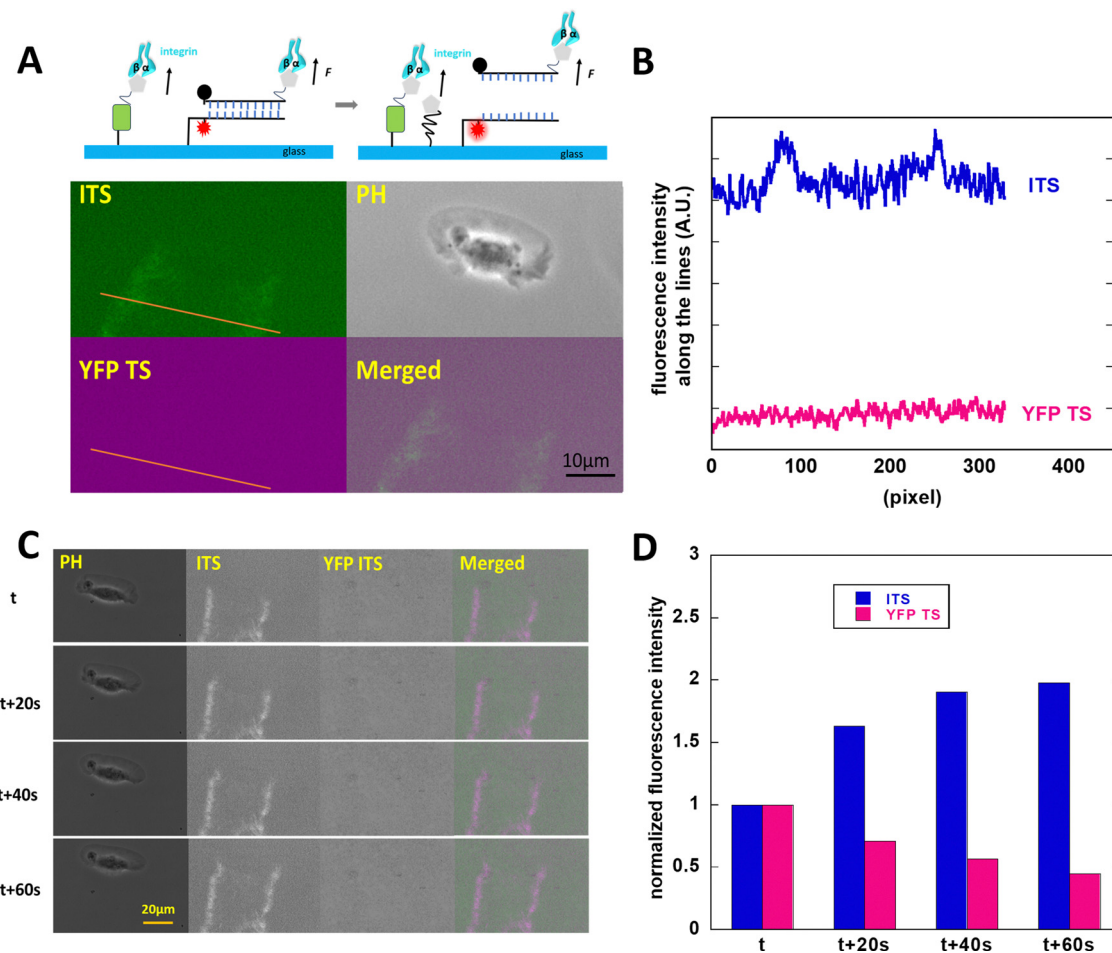 A
β α
integrin
F
β α
glass
β α
integrin
β α
F
glass
ITS
PH
YFP TS
Merged
10μm
B
fluorescence intensity
along the lines (A.U.)
ITS
YFP TS
0 100 200 300 400
(pixel)
C
PH ITS YFP ITS Merged
t
t+20s
t+40s
t+60s
20μm
D
normalized fluorescence intensity
3
2.5
2
1.5
1
0.5
0
ITS
YFP TS
t t+20s t+40s t+60s